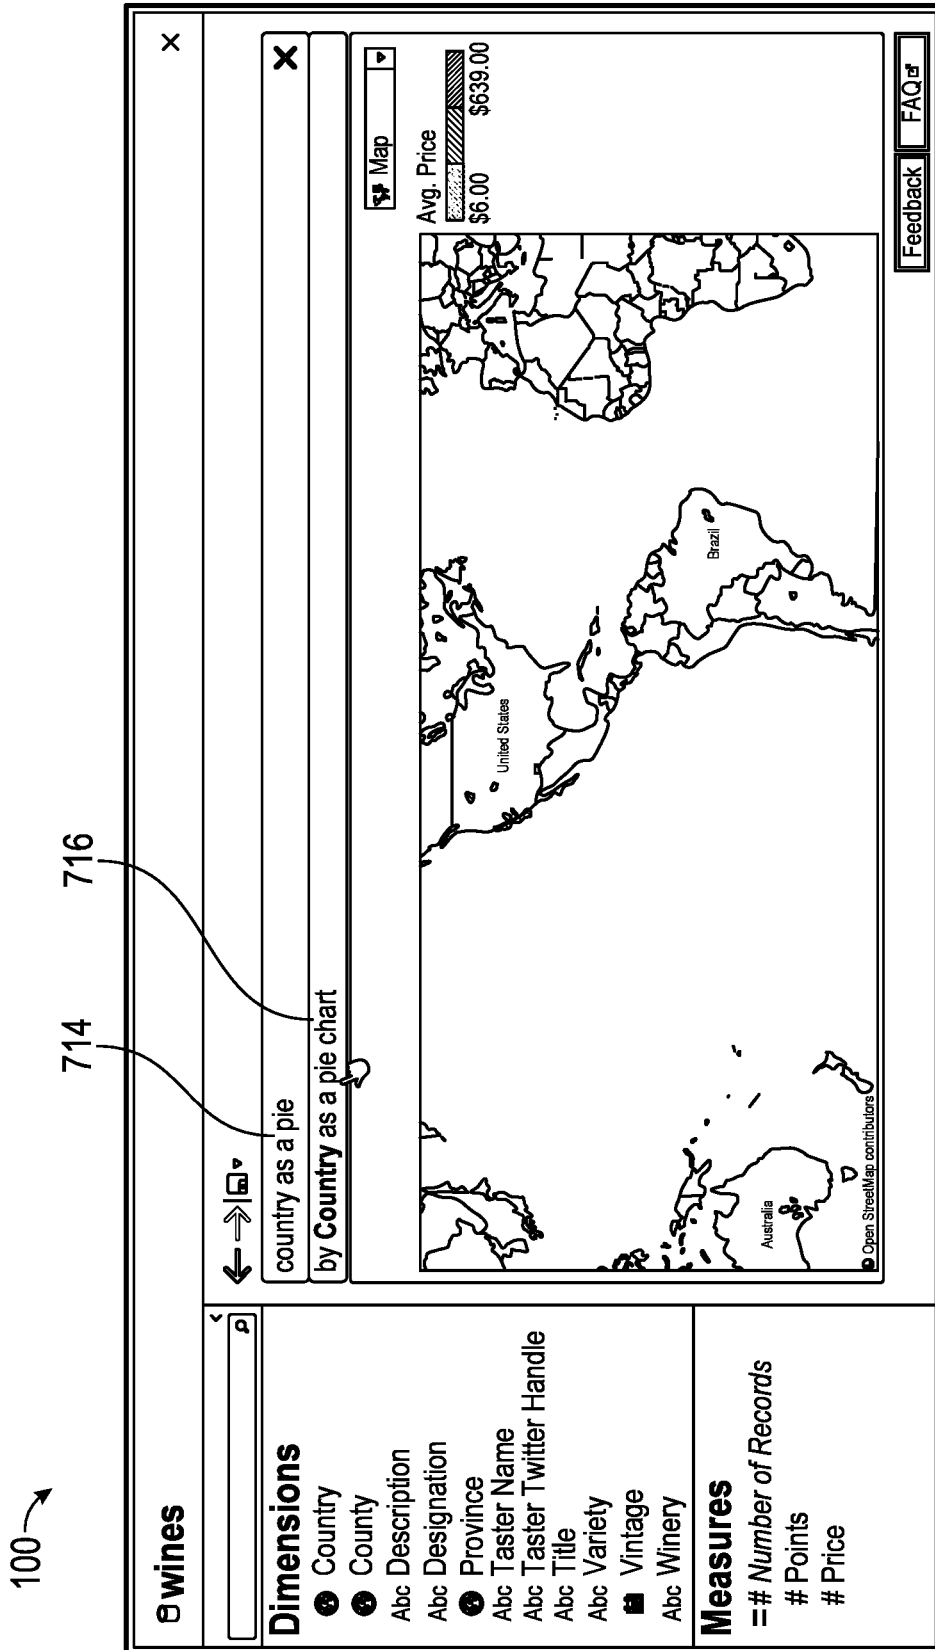 100
714
716
wines
×
Dimensions
Country
County
Abc Description
Abc Designation
Province
Abc Taster Name
Abc Taster Twitter Handle
Abc Title
Abc Variety
Vintage
Abc Winery
Measures
=# Number of Records
# Points
# Price
country as a pie
X
by Country as a pie chart
Map
Avg. Price
$6.00
$639.00
United States
Brazil
Australia
© Open StreetMap contributors
Feedback
FAQ